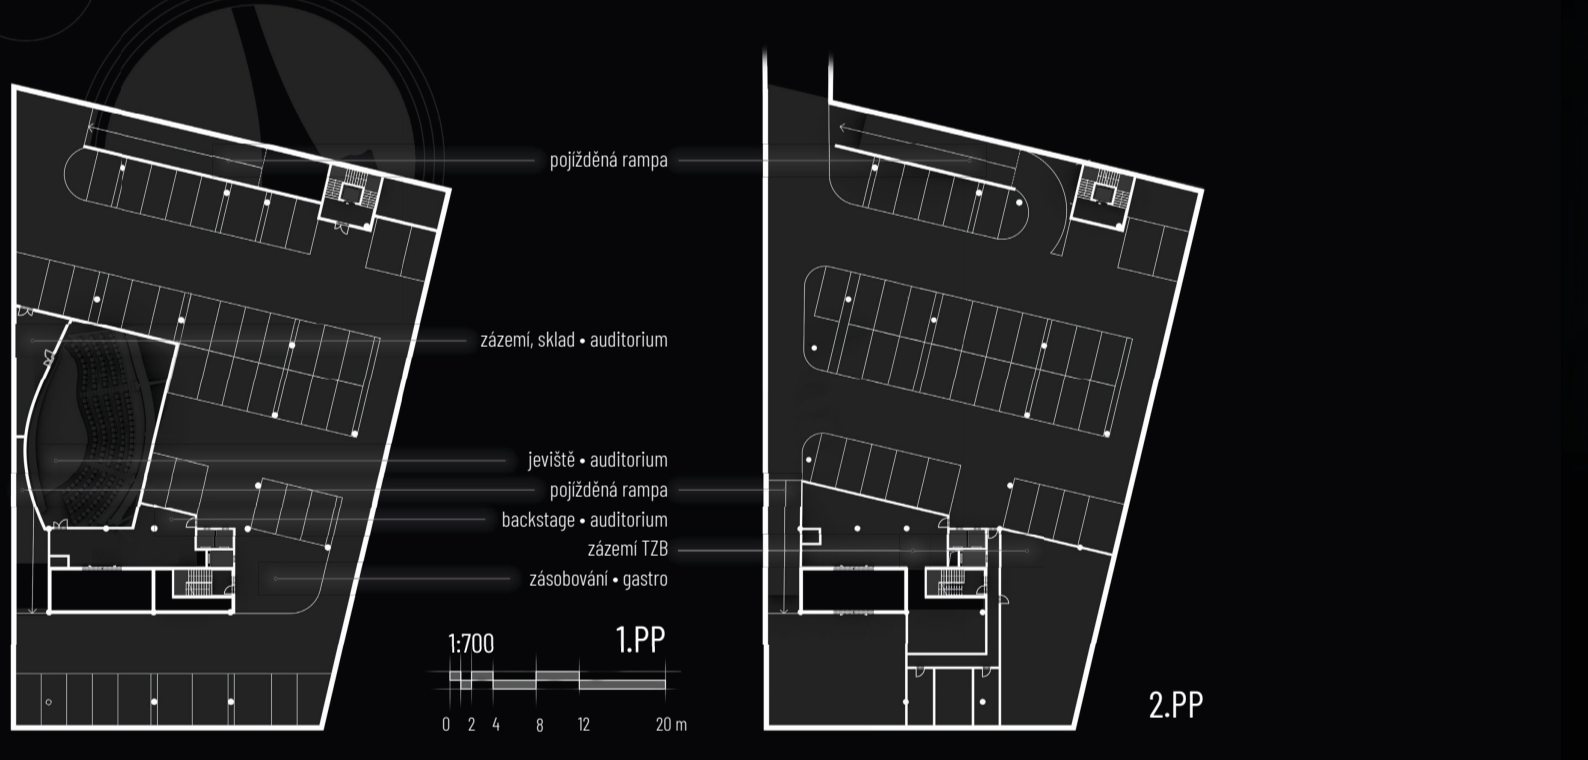 pojížděná rampa
zázemí, sklad • auditorium
jeviště • auditorium
pojížděná rampa
backstage • auditorium
zázemí TZB
zásobování • gastro
1:700
1.PP
0 2 4 8 12 20 m
2.PP